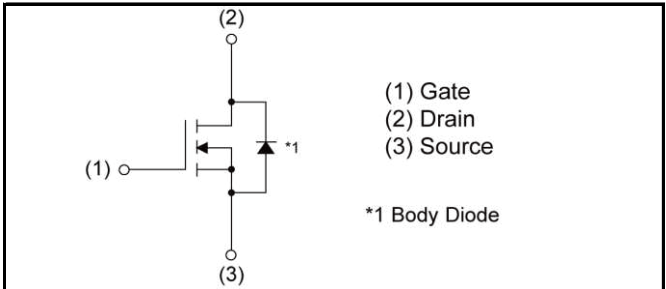 (2)
(1) Gate
(2) Drain
(3) Source
*1
(1)
*1 Body Diode
(3)